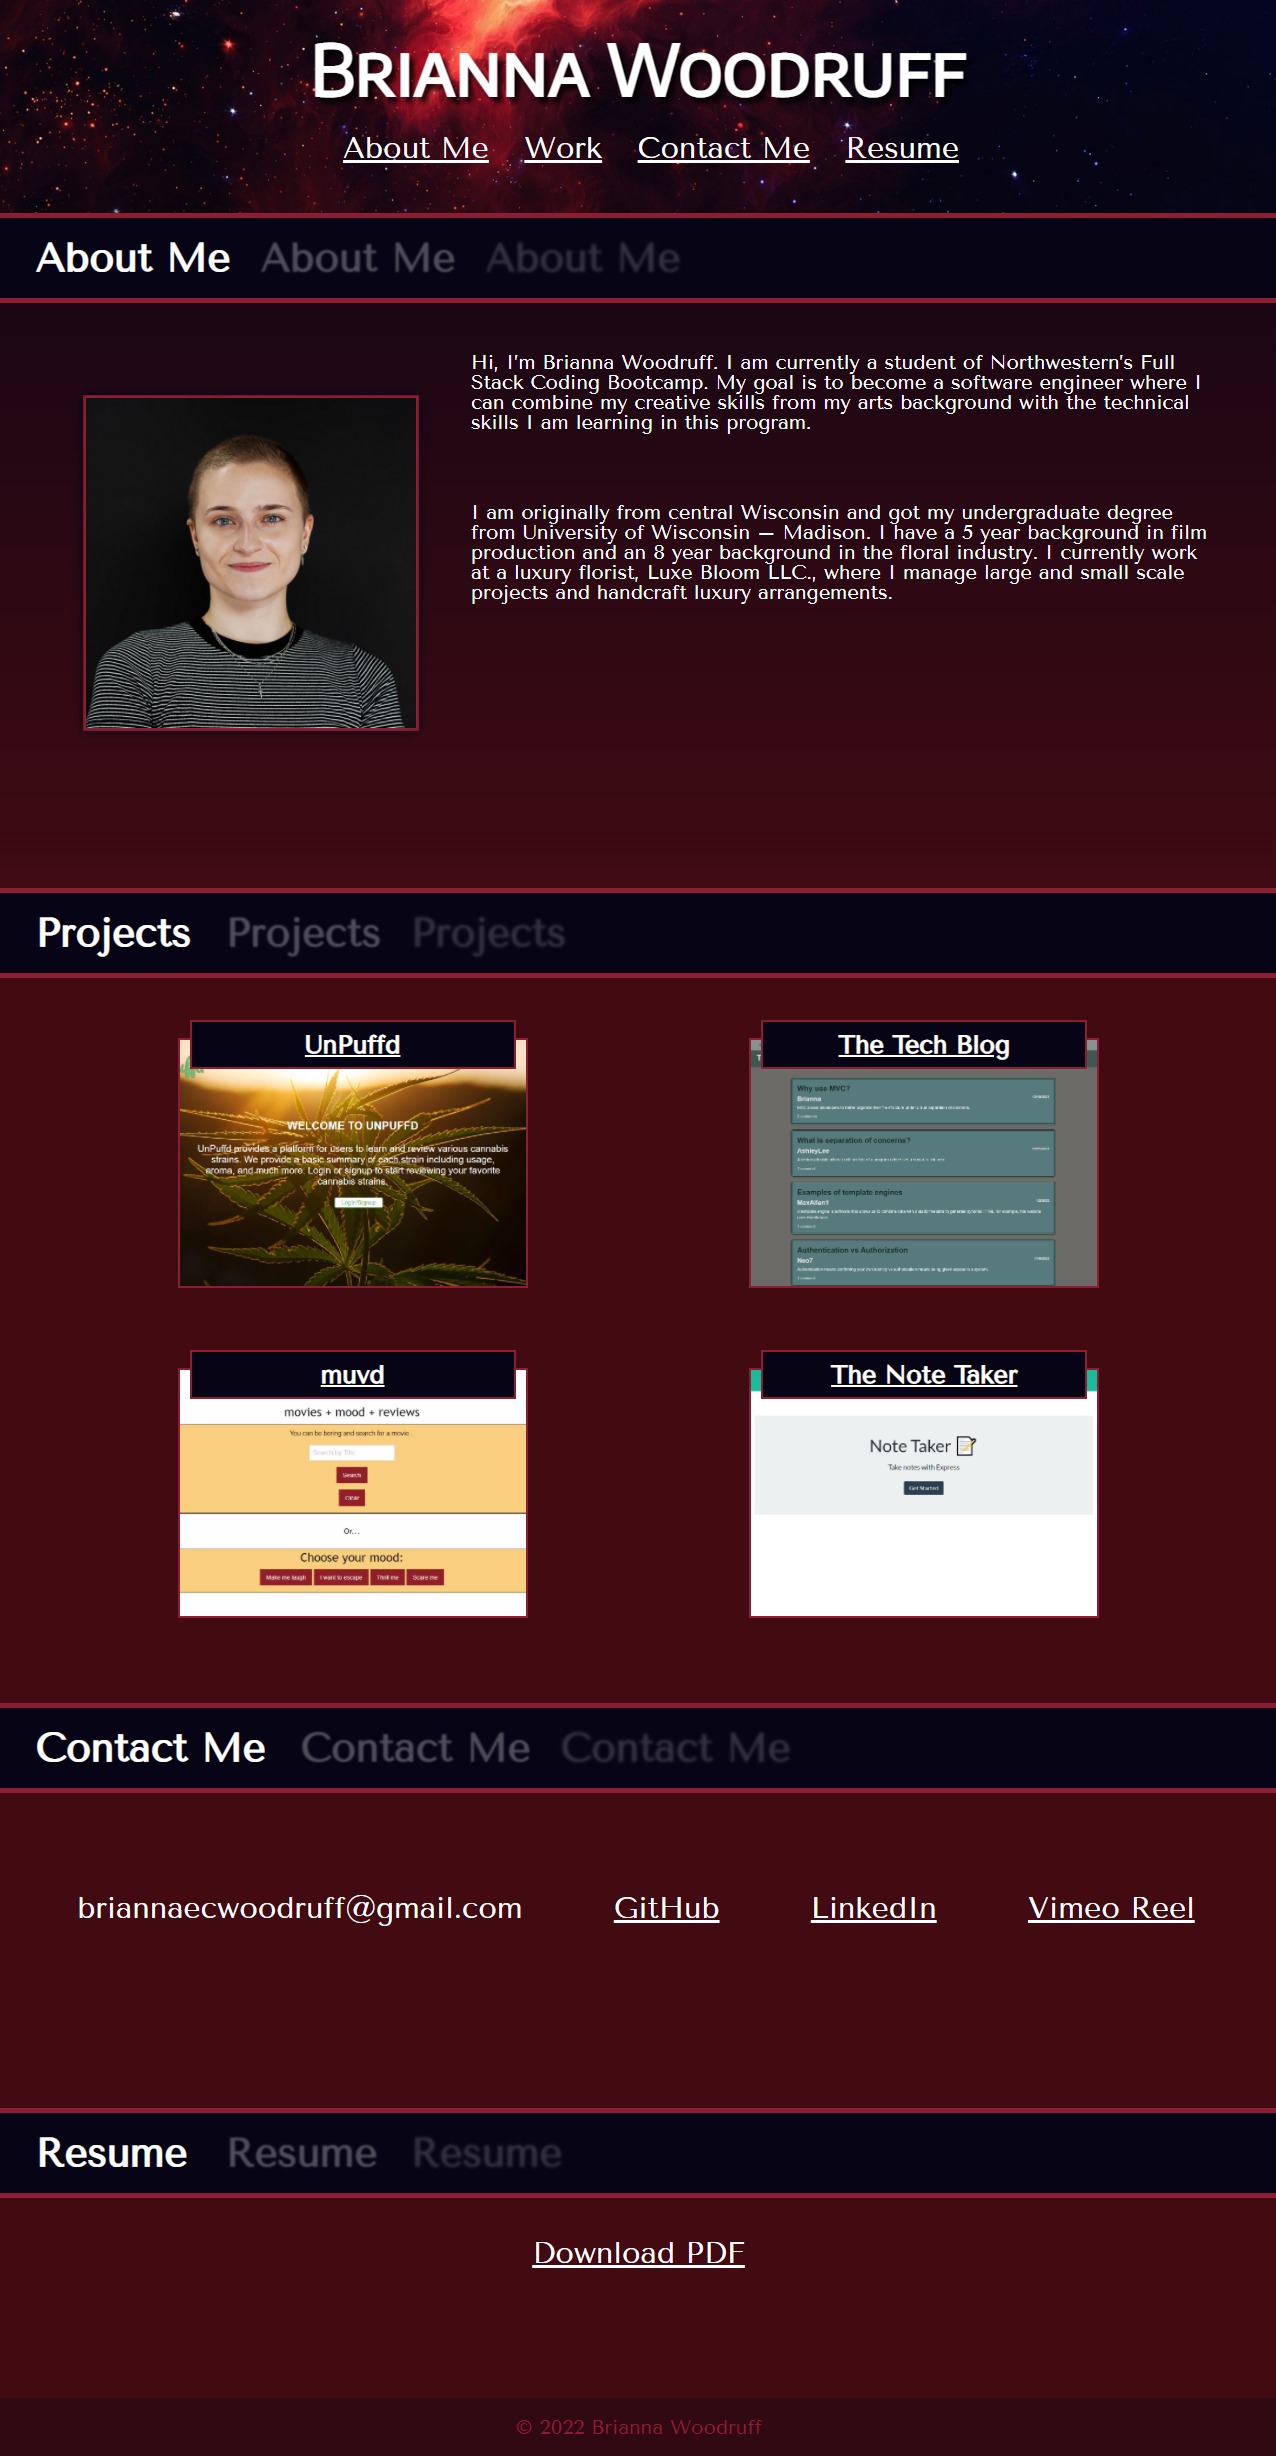 Brianna Woodruff
About Me Work Contact Me Resume
About Me About Me About Me
Hi, I'm Brianna Woodruff. I am currently a student of Northwestern's Full
Stack Coding Bootcamp. My goal is to become a software engineer where I
can combine my creative skills from my arts background with the technical
skills I am learning in this program.
I am originally from central Wisconsin and got my undergraduate degree
from University of Wisconsin – Madison. I have a 5 year background in film
production and an 8 year background in the floral industry. I currently work
at a luxury florist, Luxe Bloom LLC., where I manage large and small scale
projects and handcraft luxury arrangements.
Projects Projects Projects
UnPuffd
WELCOME TO UNPUFFD
UnPuffd provides a platform for users to learn and review various cannabis
strains. We provide a basic summary of each strain including usage,
aroma, and much more. Login or signup to start reviewing your favorite
cannabis strains.
Login/Signup
The Tech Blog
Why use MVC?
Brianna
What is separation of concerns?
AshleyLee
Examples of template engines
MaxAllen1
Authentication vs Authorization
Neo7
muvd
movies + mood + reviews
You can be boring and search for a movie
Search by Title
Search
Clear
Or...
Choose your mood:
Make me laugh I want to escape Thrill me Scare me
The Note Taker
Note Taker 📝
Take notes with Express
Get Started
Contact Me Contact Me Contact Me
briannaecwoodruff@gmail.com GitHub LinkedIn Vimeo Reel
Resume Resume Resume
Download PDF
© 2022 Brianna Woodruff